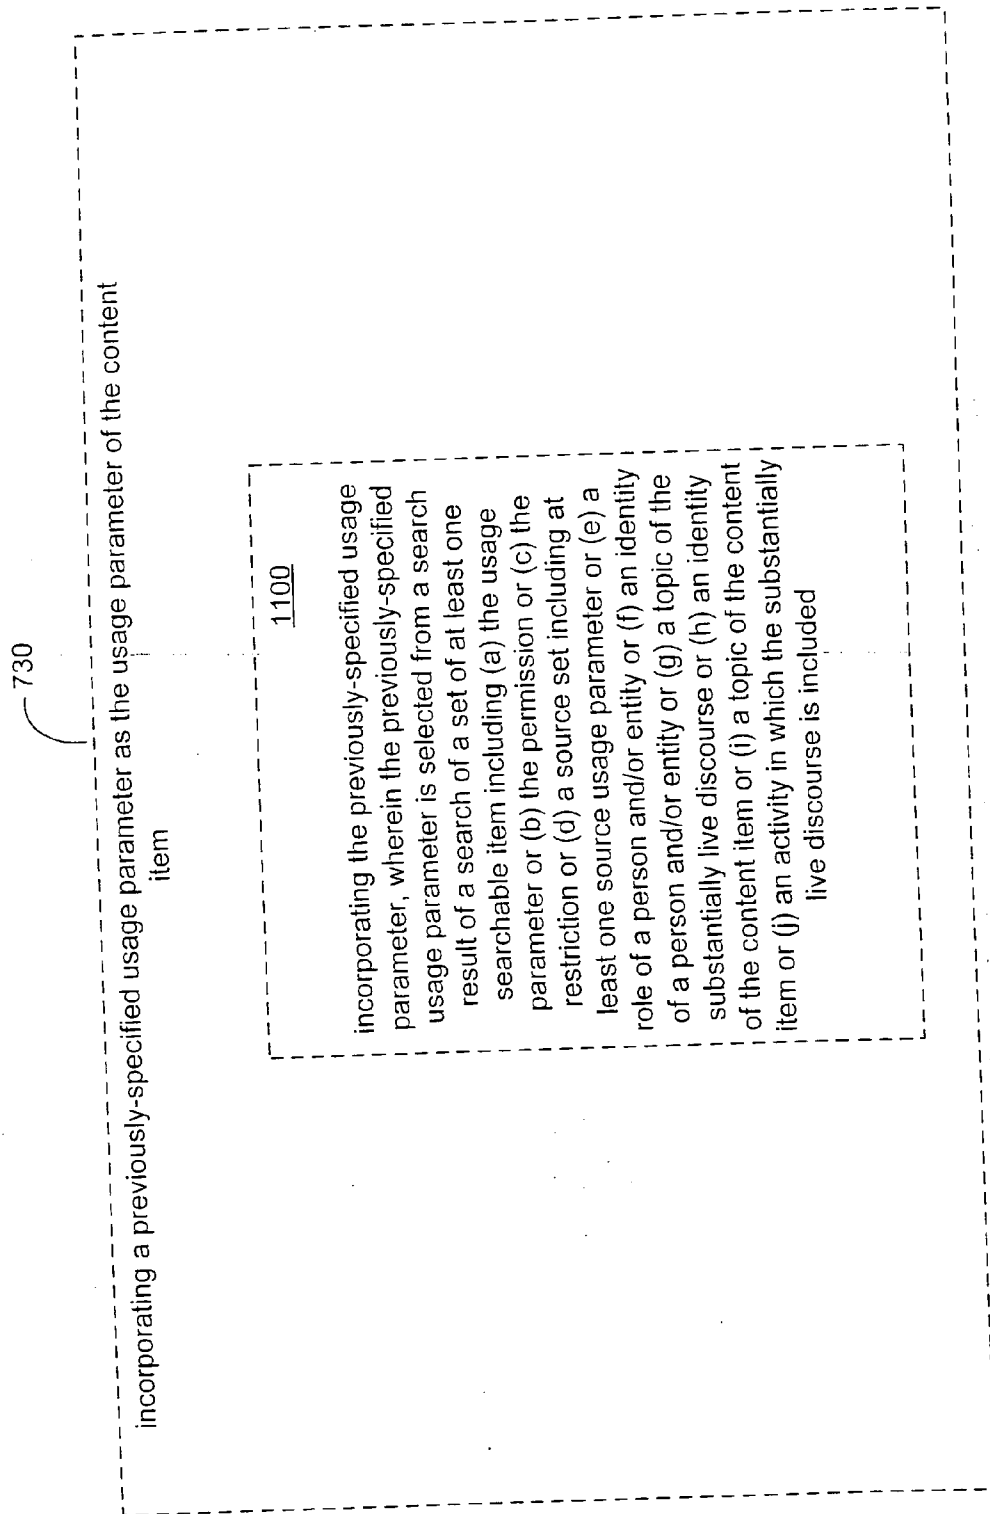 730
incorporating a previously-specified usage parameter as the usage parameter of the content
item
1100
incorporating the previously-specified usage
parameter, wherein the previously-specified
usage parameter is selected from a search
result of a search of a set of at least one
searchable item including (a) the usage
parameter or (b) the permission or (c) the
restriction or (d) a source set including at
least one source usage parameter or (e) a
role of a person and/or entity or (f) an identity
of a person and/or entity or (g) a topic of the
substantially live discourse or (h) an identity
of the content item or (i) a topic of the content
item or (j) an activity in which the substantially
live discourse is included